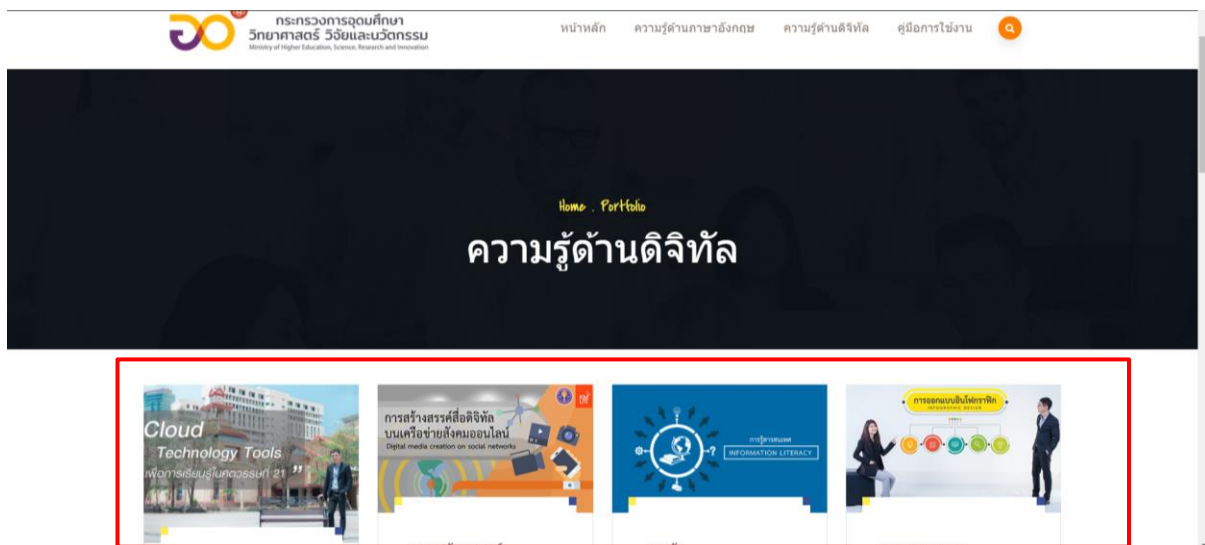 กระทรวงการอุดมศึกษา
วิทยาศาสตร์ วิจัยและนวัตกรรม
Ministry of Higher Education, Science, Research and Innovation
หน้าหลัก ความรู้ด้านภาษาอังกฤษ ความรู้ด้านดิจิทัล คู่มือการใช้งาน
Home . Portfolio
ความรู้ด้านดิจิทัล
Cloud
Technology Tools
เพื่อการเรียนรู้ในศตวรรษที่ 21 ”
การสร้างสรรค์สื่อดิจิทัล
บนเครือข่ายสังคมออนไลน์
Digital media creation on social networks
การรู้สารสนเทศ
INFORMATION LITERACY
การออกแบบอินโฟกราฟิก
INFOGRAPHIC DESIGN